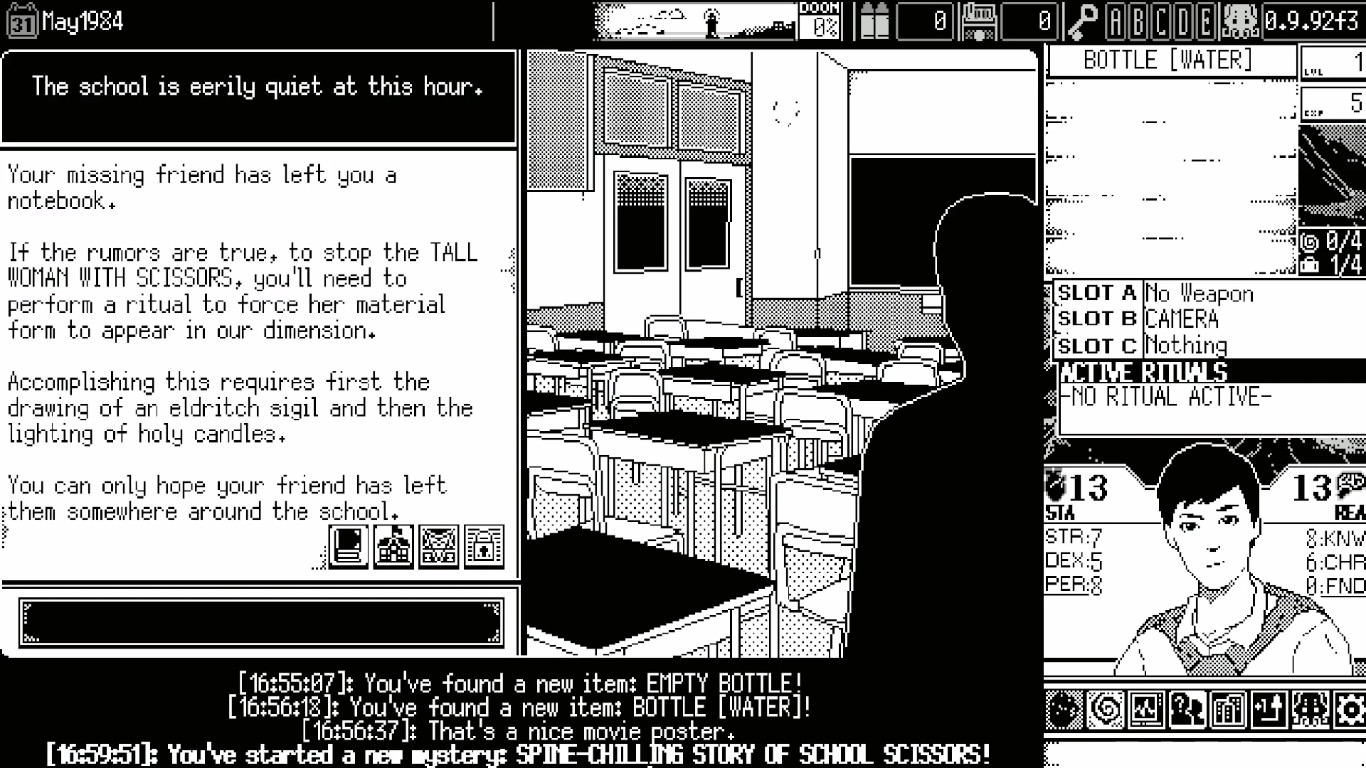 31 May1984
DOOM
0%
0
0
A B C D E
0.9.92f3
The school is eerily quiet at this hour.
Your missing friend has left you a
notebook.
If the rumors are true, to stop the TALL
WOMAN WITH SCISSORS, you'll need to
perform a ritual to force her material
form to appear in our dimension.
Accomplishing this requires first the
drawing of an eldritch sigil and then the
lighting of holy candles.
You can only hope your friend has left
them somewhere around the school.
BOTTLE [WATER]
LVL 1
EXP 5
0/4
1/4
SLOT A No Weapon
SLOT B CAMERA
SLOT C Nothing
ACTIVE RITUALS
-NO RITUAL ACTIVE-
13 13
STA REA
STR:7 8:KNW
DEX:5 6:CHR
PER:8 0:FND
[16:55:07]: You've found a new item: EMPTY BOTTLE!
[16:56:18]: You've found a new item: BOTTLE [WATER]!
[16:56:37]: That's a nice movie poster.
[16:59:51]: You've started a new mystery: SPINE-CHILLING STORY OF SCHOOL SCISSORS!